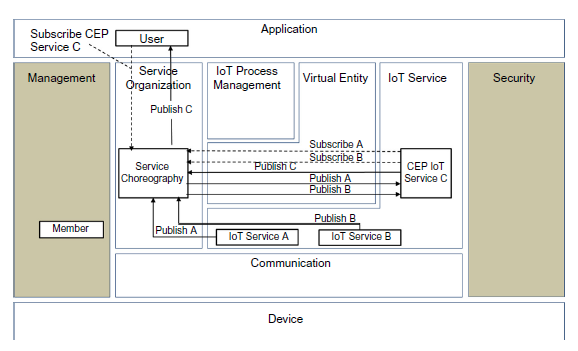 Application
Subscribe CEP
Service C
User
Management
Service
Organization
IoT Process
Management
Virtual Entity
IoT Service
Security
Publish C
Subscribe A
Subscribe B
Publish C
Publish A
Publish B
Service
Choreography
CEP IoT
Service C
Member
Publish A
Publish B
IoT Service A
IoT Service B
Communication
Device